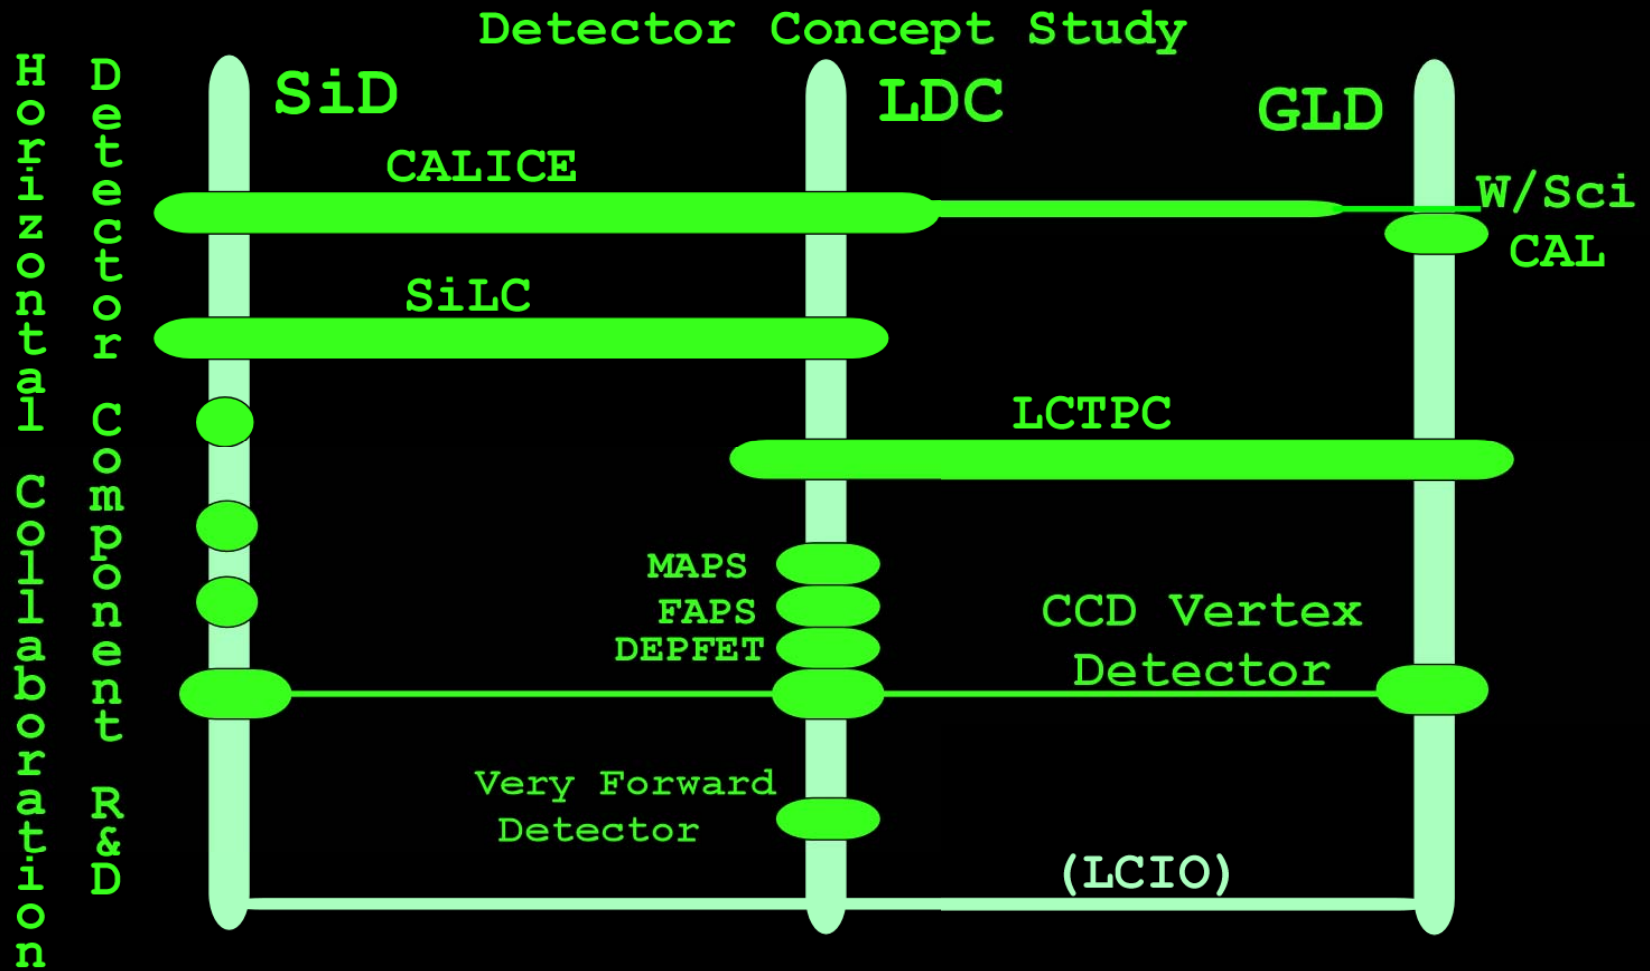 Detector Concept Study
Horizontal Collaboration
Detector Component R&D
SiD
LDC
GLD
CALICE
W/Sci
CAL
SiLC
LCTPC
MAPS
FAPS
DEPFET
CCD Vertex
Detector
Very Forward
Detector
(LCIO)